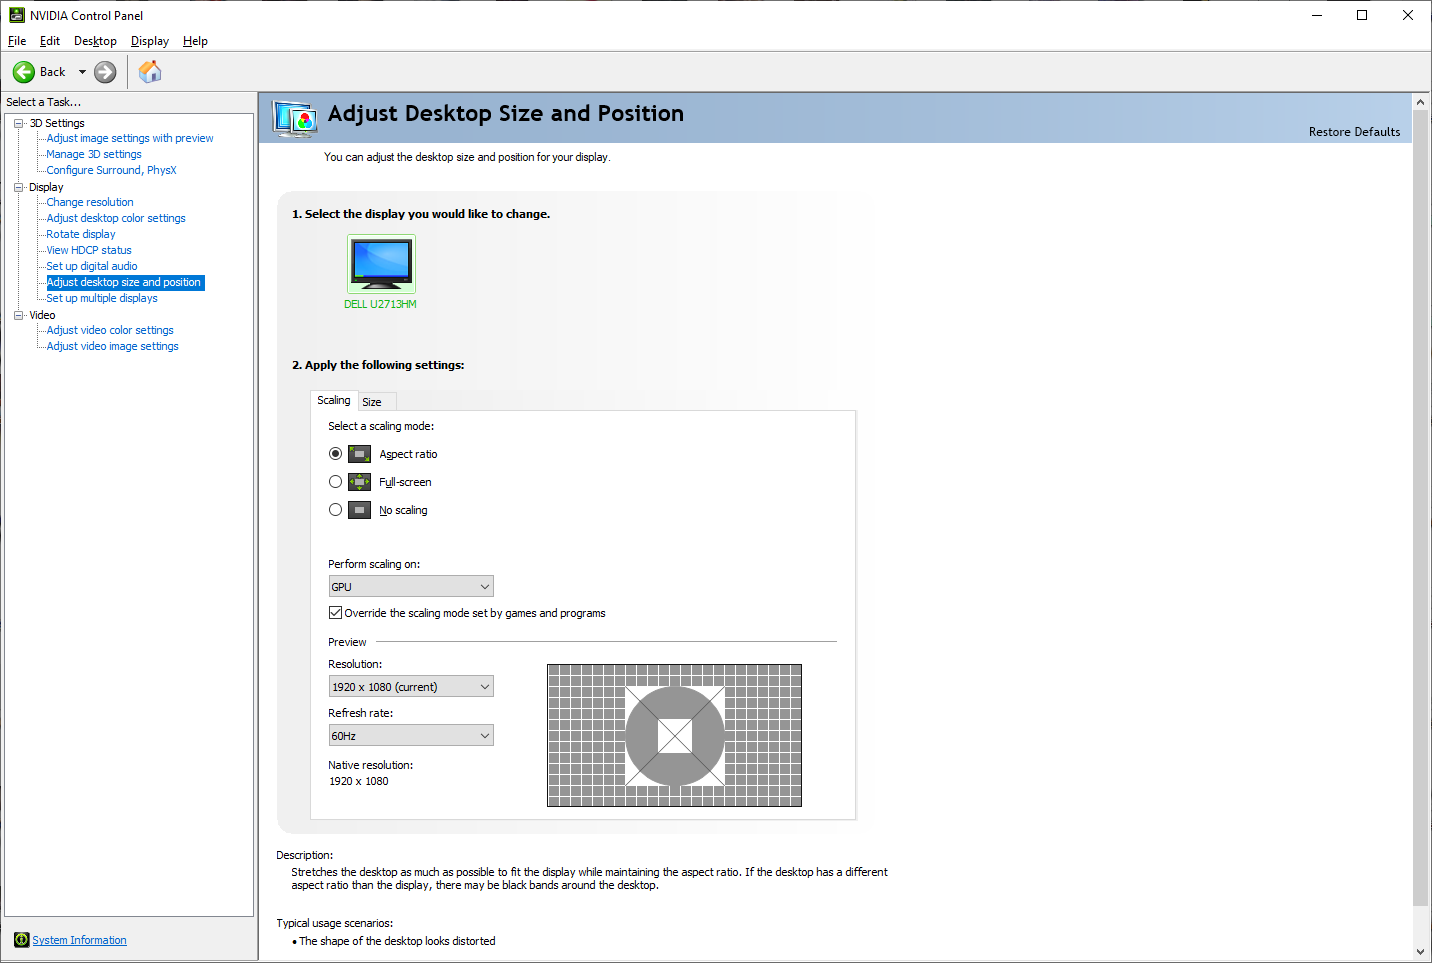 NVIDIA Control Panel
File Edit Desktop Display Help
Back
Select a Task...
3D Settings
Adjust image settings with preview
Manage 3D settings
Configure Surround, PhysX
Display
Change resolution
Adjust desktop color settings
Rotate display
View HDCP status
Set up digital audio
Adjust desktop size and position
Set up multiple displays
Video
Adjust video color settings
Adjust video image settings
System Information
Adjust Desktop Size and Position
Restore Defaults
You can adjust the desktop size and position for your display.
1. Select the display you would like to change.
DELL U2713HM
2. Apply the following settings:
Scaling Size
Select a scaling mode:
Aspect ratio
Full-screen
No scaling
Perform scaling on:
GPU
Override the scaling mode set by games and programs
Preview
Resolution:
1920 x 1080 (current)
Refresh rate:
60Hz
Native resolution:
1920 x 1080
Description:
Stretches the desktop as much as possible to fit the display while maintaining the aspect ratio. If the desktop has a different
aspect ratio than the display, there may be black bands around the desktop.
Typical usage scenarios:
• The shape of the desktop looks distorted